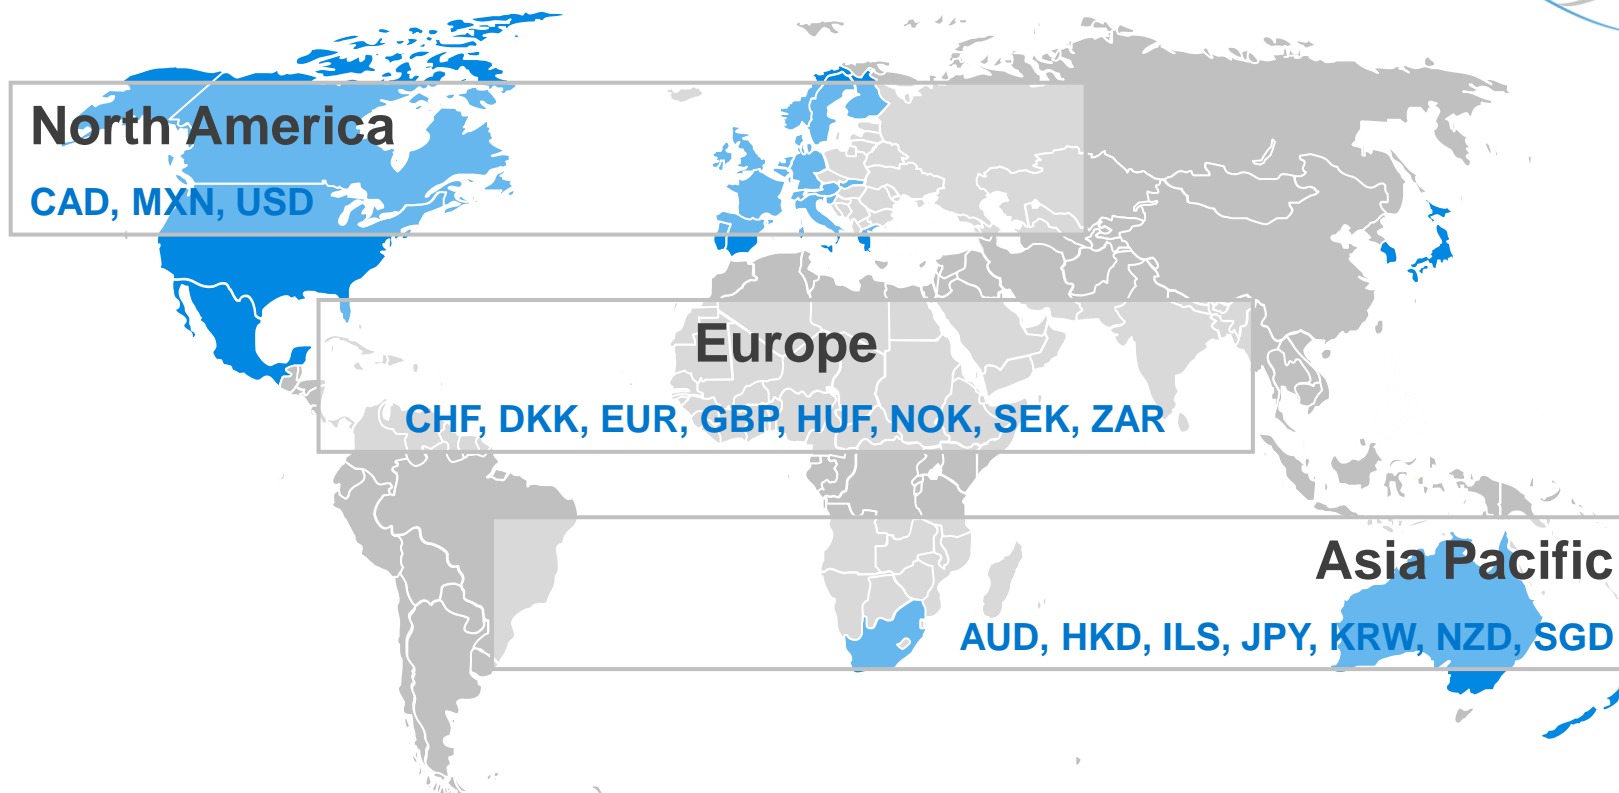 North America
CAD, MXN, USD
Europe
CHF, DKK, EUR, GBP, HUF, NOK, SEK, ZAR
Asia Pacific
AUD, HKD, ILS, JPY, KRW, NZD, SGD